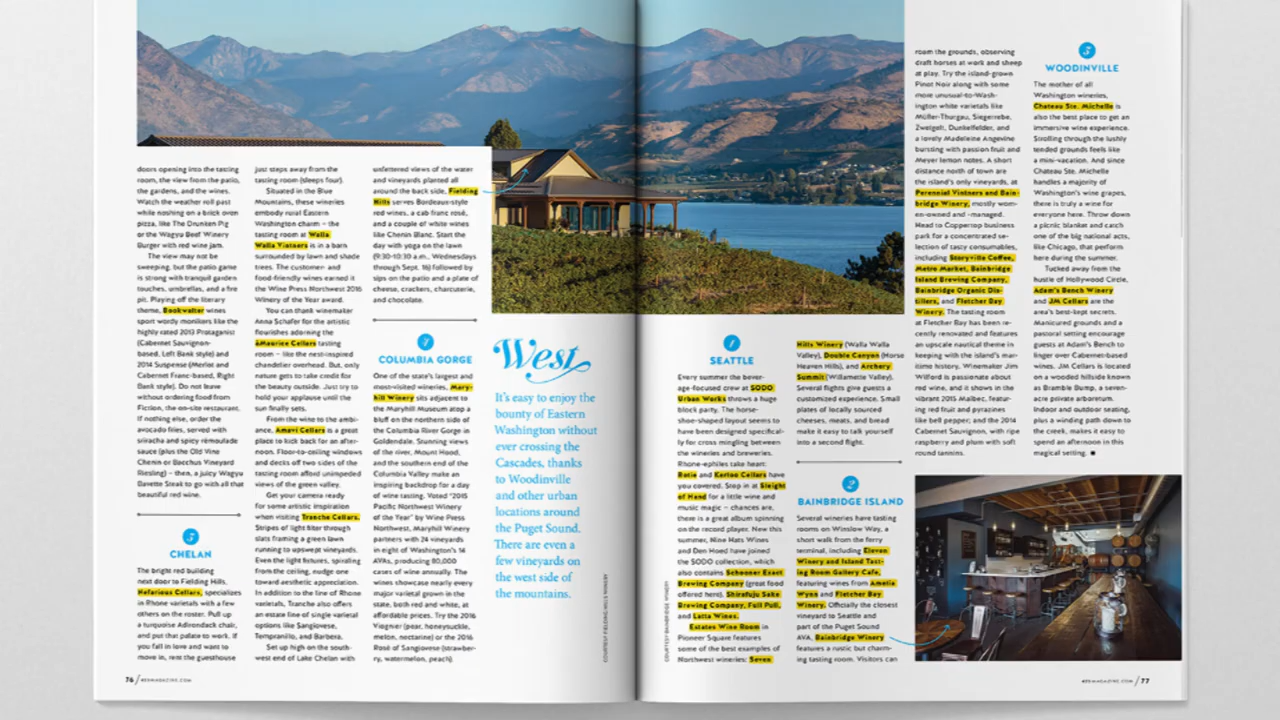 doors opening into the tasting
room, the view from the patio,
the gardens, and the wines.
Watch the weather roll past
while noshing on a brick oven
pizza, like The Drunken Pig
or the Wagyu Beef Winery
Burger with red wine jam.
The view may not be
sweeping, but the patio game
is strong with tranquil garden
touches, umbrellas, and a fire
pit. Playing off the literary
theme, Bookwalter wines
sport wordy monikers like the
highly rated 2013 Protagonist
(Cabernet Sauvignon-
based, Left Bank style) and
2014 Suspense (Merlot and
Cabernet Franc-based, Right
Bank style). Do not leave
without ordering food from
Fiction, the on-site restaurant.
If nothing else, order the
avocado fries, served with
sriracha and spicy rémoulade
sauce (plus the Old Vine
Chenin or Bacchus Vineyard
Riesling) – then, a juicy Wagyu
Bavette Steak to go with all that
beautiful red wine.
3
CHELAN
The bright red building
next door to Fielding Hills,
Nefarious Cellars, specializes
in Rhone varietals with a few
others on the roster. Pull up
a turquoise Adirondack chair,
and put that palate to work. If
you fall in love and want to
move in, rent the guesthouse
just steps away from the
tasting room (sleeps four).
Situated in the Blue
Mountains, these wineries
embody rural Eastern
Washington charm – the
tasting room at Walla
Walla Vintners is in a barn
surrounded by lawn and shade
trees. The customer- and
food-friendly wines earned it
the Wine Press Northwest 2016
Winery of the Year award.
You can thank winemaker
Anna Schafer for the artistic
flourishes adorning the
àMaurice Cellars tasting
room – like the nest-inspired
chandelier overhead. But, only
nature gets to take credit for
the beauty outside. Just try to
hold your applause until the
sun finally sets.
From the wine to the ambi-
ance, Amavi Cellars is a great
place to kick back for an after-
noon. Floor-to-ceiling windows
and decks off two sides of the
tasting room afford unimpeded
views of the green valley.
Get your camera ready
for some artistic inspiration
when visiting Tranche Cellars.
Stripes of light filter through
slats framing a green lawn
running to upswept vineyards.
Even the light fixtures, spiraling
from the ceiling, nudge one
toward aesthetic appreciation.
In addition to the line of Rhone
varietals, Tranche also offers
an estate line of single varietal
options like Sangiovese,
Tempranillo, and Barbera.
Set up high on the south-
west end of Lake Chelan with
unfettered views of the water
and vineyards planted all
around the back side, Fielding
Hills serves Bordeaux-style
red wines, a cab franc rosé,
and a couple of white wines
like Chenin Blanc. Start the
day with yoga on the lawn
(9:30-10:30 a.m., Wednesdays
through Sept. 16) followed by
sips on the patio and a plate of
cheese, crackers, charcuterie,
and chocolate.
COLUMBIA GORGE
One of the state's largest and
most-visited wineries, Mary-
hill Winery sits adjacent to
the Maryhill Museum atop a
bluff on the northern side of
the Columbia River Gorge in
Goldendale. Stunning views
of the river, Mount Hood,
and the southern end of the
Columbia Valley make an
inspiring backdrop for a day
of wine tasting. Voted "2015
Pacific Northwest Winery
of the Year" by Wine Press
Northwest, Maryhill Winery
partners with 24 vineyards
in eight of Washington's 14
AVAs, producing 80,000
cases of wine annually. The
wines showcase nearly every
major varietal grown in the
state, both red and white, at
affordable prices. Try the 2016
Viognier (pear, honeysuckle,
melon, nectarine) or the 2016
Rosé of Sangiovese (strawber-
ry, watermelon, peach).
West
It's easy to enjoy the
bounty of Eastern
Washington without
ever crossing the
Cascades, thanks
to Woodinville
and other urban
locations around
the Puget Sound.
There are even a
few vineyards on
the west side of
the mountains.
COURTESY FIELDING HILLS WINERY
76 / 425MAGAZINE.COM
1
SEATTLE
Every summer the bever-
age-focused crew at SODO
Urban Works throws a huge
block party. The horse-
shoe-shaped layout seems to
have been designed specifical-
ly for cross mingling between
the wineries and breweries.
Rhone-ephiles take heart:
Rotie and Kerloo Cellars have
you covered. Stop in at Sleight
of Hand for a little wine and
music magic – chances are,
there is a great album spinning
on the record player. New this
summer, Nine Hats Wines
and Den Hoed have joined
the SODO collection, which
also contains Schooner Exact
Brewing Company (great food
offered here), Shirafuju Sake
Brewing Company, Full Pull,
and Latta Wines.
Estates Wine Room in
Pioneer Square features
some of the best examples of
Northwest wineries: Seven
Hills Winery (Walla Walla
Valley), Double Canyon (Horse
Heaven Hills), and Archery
Summit (Willamette Valley).
Several flights give guests a
customized experience. Small
plates of locally sourced
cheeses, meats, and bread
make it easy to talk yourself
into a second flight.
2
BAINBRIDGE ISLAND
Several wineries have tasting
rooms on Winslow Way, a
short walk from the ferry
terminal, including Eleven
Winery and Island Tast-
ing Room Gallery Cafe,
featuring wines from Amelia
Wynn and Fletcher Bay
Winery. Officially the closest
vineyard to Seattle and
part of the Puget Sound
AVA, Bainbridge Winery
features a rustic but charm-
ing tasting room. Visitors can
COURTESY BAINBRIDGE WINERY
roam the grounds, observing
draft horses at work and sheep
at play. Try the island-grown
Pinot Noir along with some
more unusual-to-Wash-
ington white varietals like
Müller-Thurgau, Siegerrebe,
Zweigelt, Dunkelfelder, and
a lovely Madeleine Angevine
bursting with passion fruit and
Meyer lemon notes. A short
distance north of town are
the island's only vineyards, at
Perennial Vintners and Bain-
bridge Winery, mostly wom-
en-owned and -managed.
Head to Coppertop business
park for a concentrated se-
lection of tasty consumables,
including Storyville Coffee,
Metro Market, Bainbridge
Island Brewing Company,
Bainbridge Organic Dis-
tillers, and Fletcher Bay
Winery. The tasting room
at Fletcher Bay has been re-
cently renovated and features
an upscale nautical theme in
keeping with the island's mar-
itime history. Winemaker Jim
Wilford is passionate about
red wine, and it shows in the
vibrant 2015 Malbec, featur-
ing red fruit and pyrazines
like bell pepper; and the 2014
Cabernet Sauvignon, with ripe
raspberry and plum with soft
round tannins.
3
WOODINVILLE
The mother of all
Washington wineries,
Chateau Ste. Michelle is
also the best place to get an
immersive wine experience.
Strolling through the lushly
tended grounds feels like
a mini-vacation. And since
Chateau Ste. Michelle
handles a majority of
Washington's wine grapes,
there is truly a wine for
everyone here. Throw down
a picnic blanket and catch
one of the big national acts,
like Chicago, that perform
here during the summer.
Tucked away from the
hustle of Hollywood Circle,
Adam's Bench Winery
and JM Cellars are the
area's best-kept secrets.
Manicured grounds and a
pastoral setting encourage
guests at Adam's Bench to
linger over Cabernet-based
wines. JM Cellars is located
on a wooded hillside known
as Bramble Bump, a seren-
acre private arboretum.
Indoor and outdoor seating,
plus a winding path down to
the creek, makes it easy to
spend an afternoon in this
magical setting. ■
425MAGAZINE.COM / 77